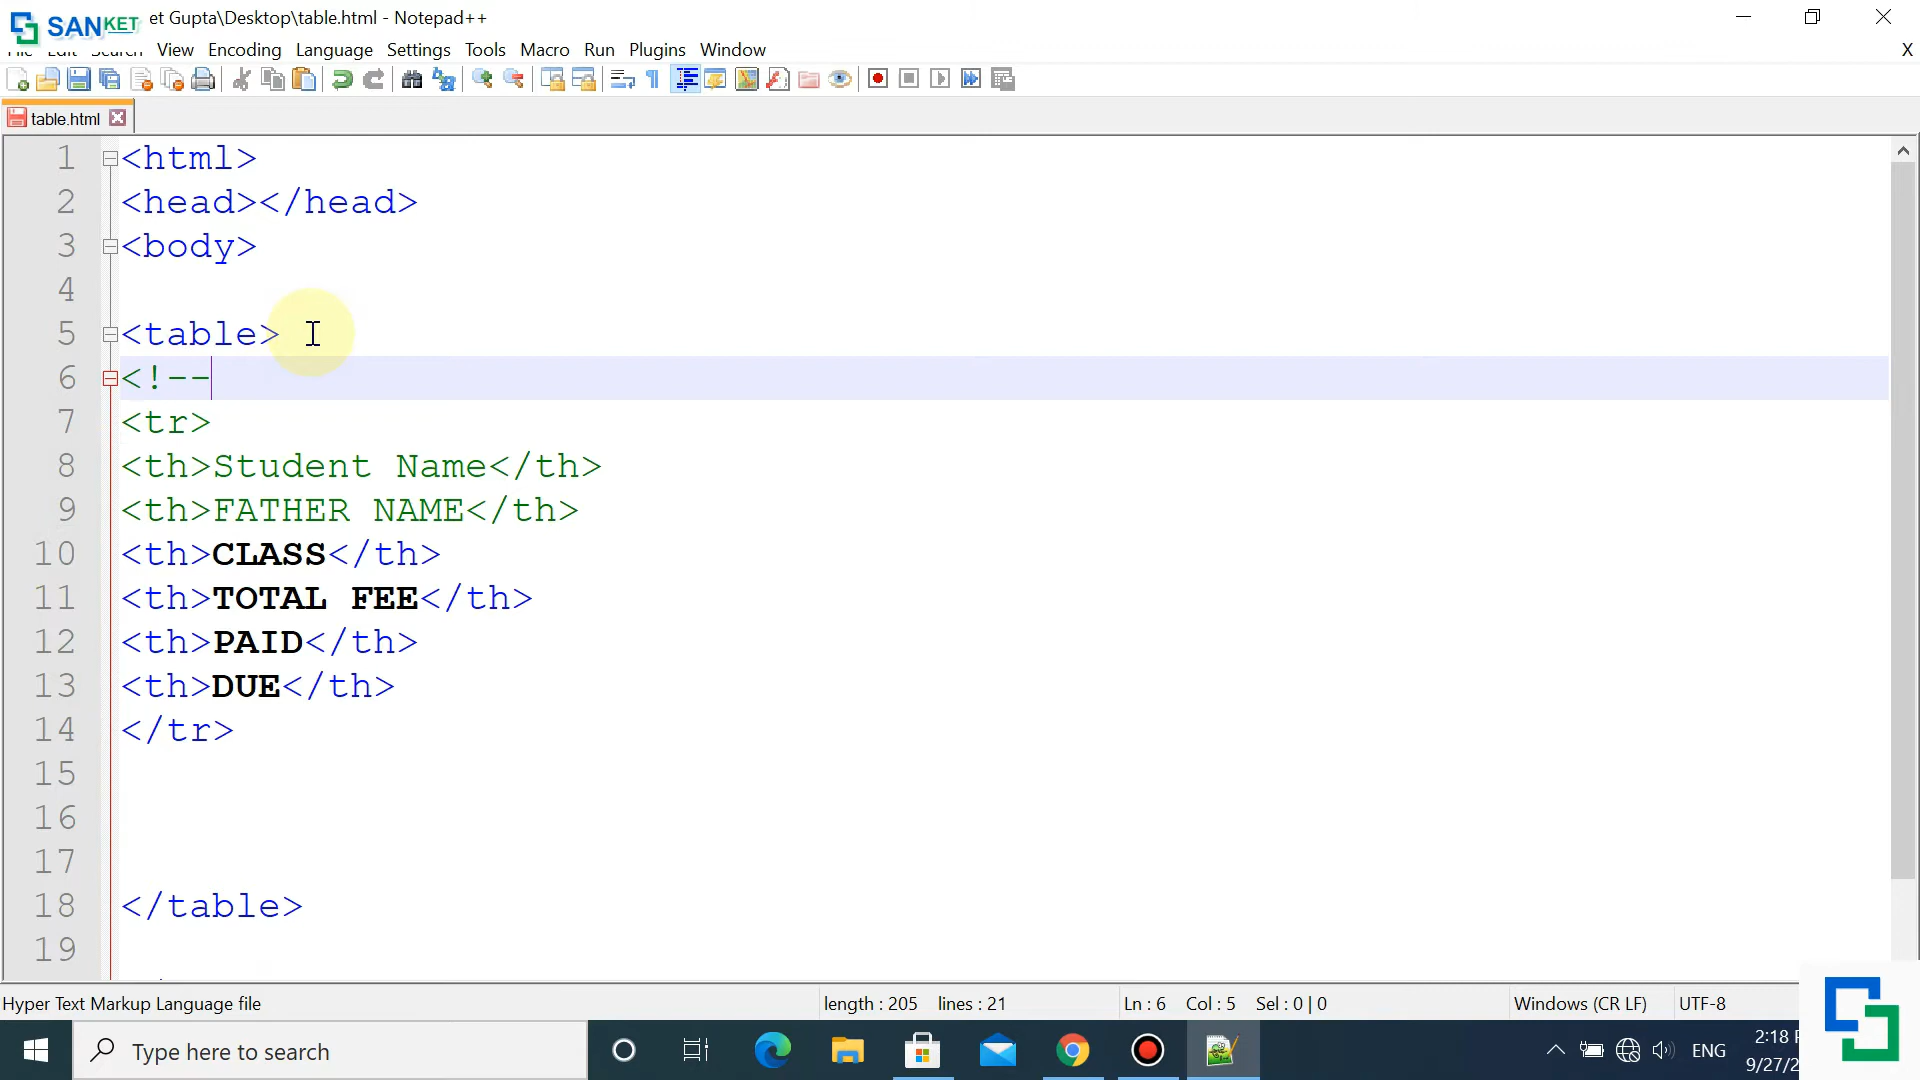 SANKET
et Gupta\Desktop\table.html - Notepad++
View Encoding Language Settings Tools Macro Run Plugins Window X
table.html
1 <html>
2 <head></head>
3 <body>
4
5 <table>
6 <!--
7 <tr>
8 <th>Student Name</th>
9 <th>FATHER NAME</th>
10 <th>CLASS</th>
11 <th>TOTAL FEE</th>
12 <th>PAID</th>
13 <th>DUE</th>
14 </tr>
15
16
17
18 </table>
19
Hyper Text Markup Language file length : 205 lines : 21 Ln : 6 Col : 5 Sel : 0 | 0 Windows (CR LF) UTF-8
Type here to search
ENG
2:18
9/27/2